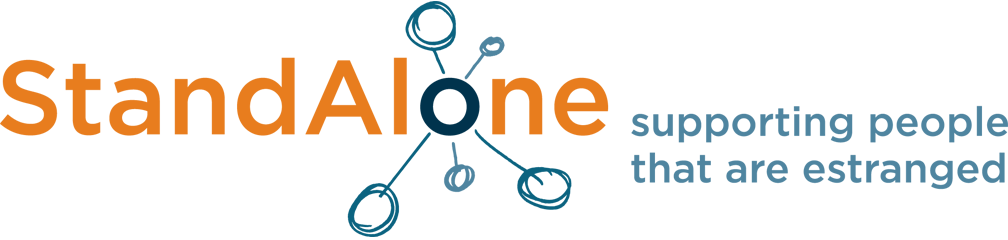 StandAlone
supporting people
that are estranged